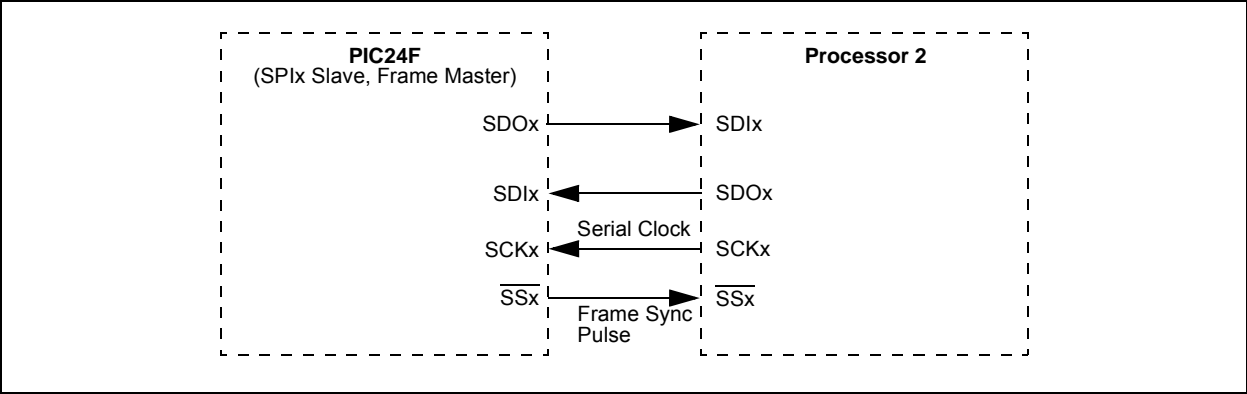 PIC24F
(SPIx Slave, Frame Master)
Processor 2
SDOx
SDIx
SDIx
SDOx
Serial Clock
SCKx
SCKx
SSx
SSx
Frame Sync
Pulse